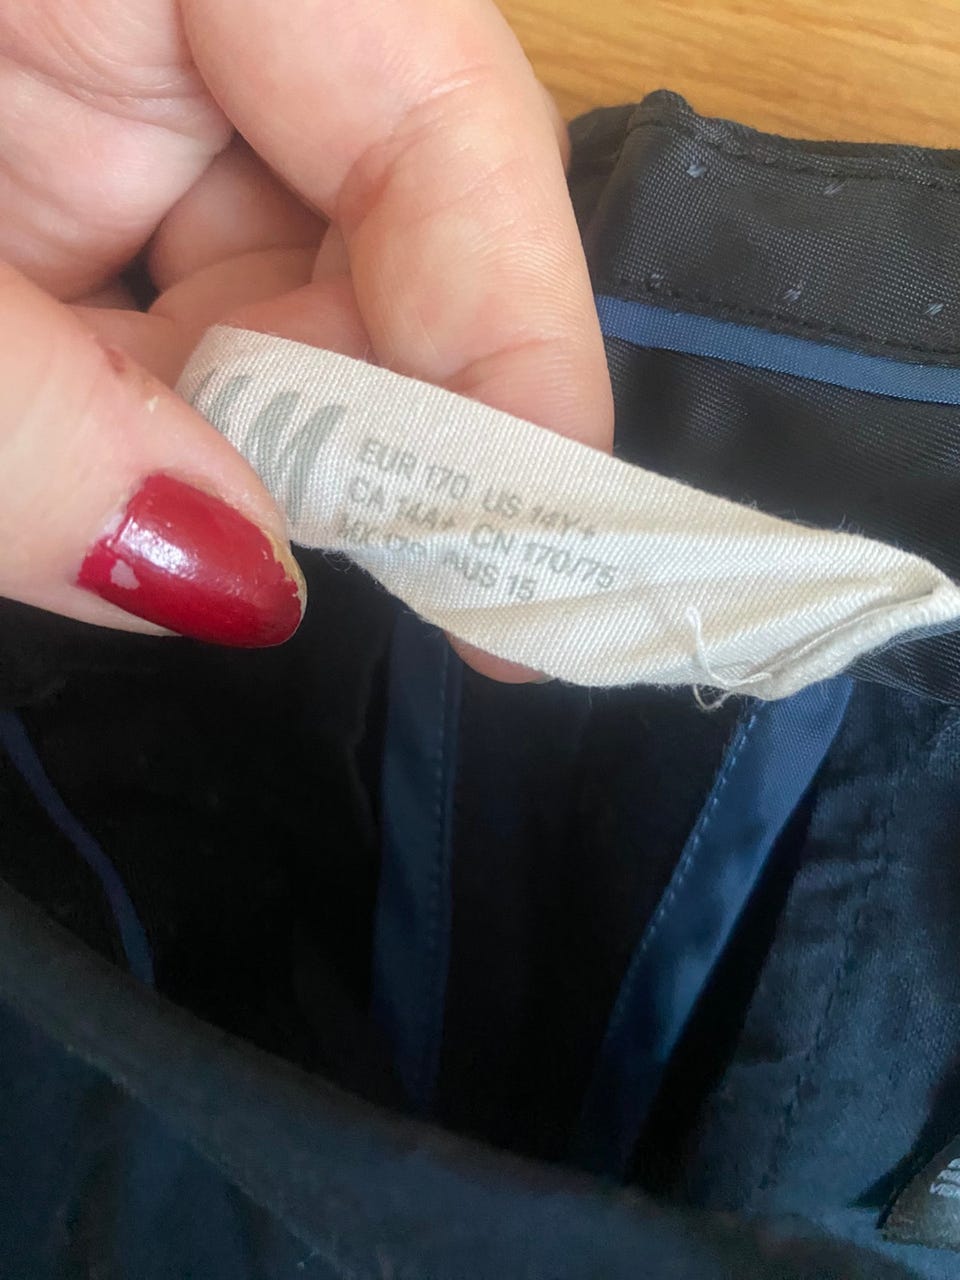 EUR 170 US 14Y+
CA 14A+ CN 170/75
AUS 15